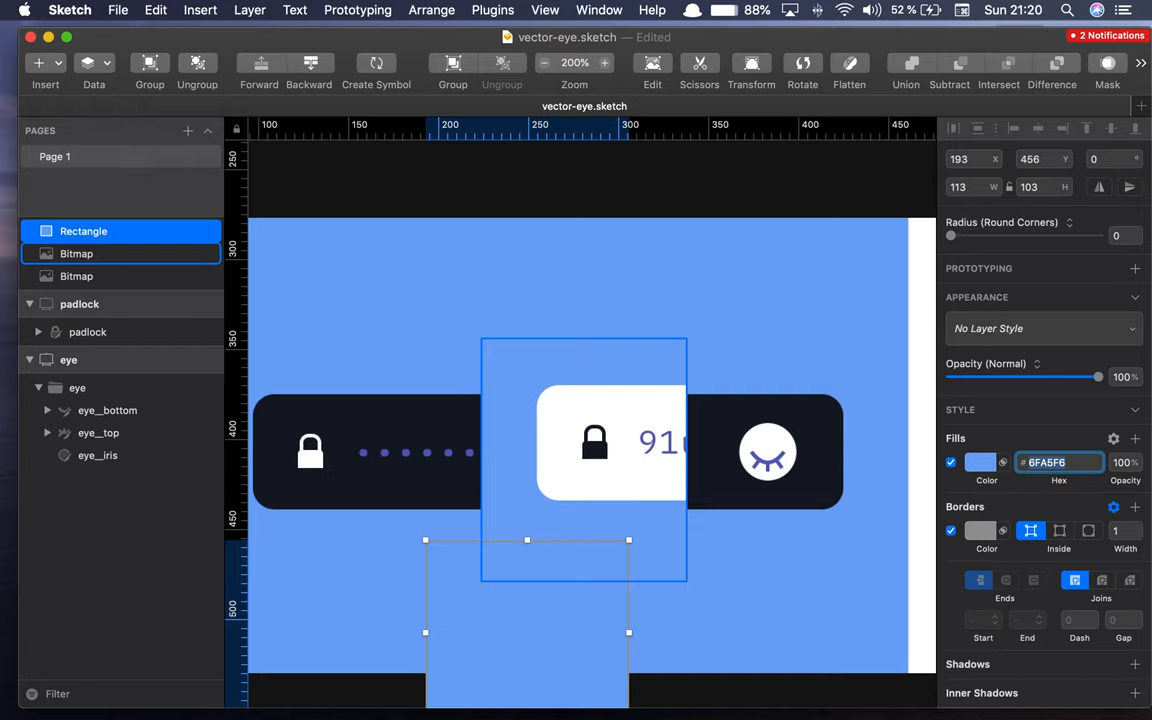 Sketch File Edit Insert Layer Text Prototyping Arrange Plugins View Window Help 88% 52 % Sun 21:20
vector-eye.sketch — Edited
2 Notifications
200%
Insert Data Group Ungroup Forward Backward Create Symbol Group Ungroup Zoom Edit Scissors Transform Rotate Flatten Union Subtract Intersect Difference Mask
vector-eye.sketch
PAGES
Page 1
Rectangle
Bitmap
Bitmap
padlock
padlock
eye
eye
eye__bottom
eye__top
eye__iris
Filter
100 150 200 250 300 350 400 450
250
300
350
400
450
500
193 X 456 Y 0 °
113 W 103 H
Radius (Round Corners)
0
PROTOTYPING
APPEARANCE
No Layer Style
Opacity (Normal)
100%
STYLE
Fills
# 6FA5F6 100%
Color Hex Opacity
Borders
1
Color Inside Width
Ends Joins
- - 0 0
Start End Dash Gap
Shadows
Inner Shadows
91